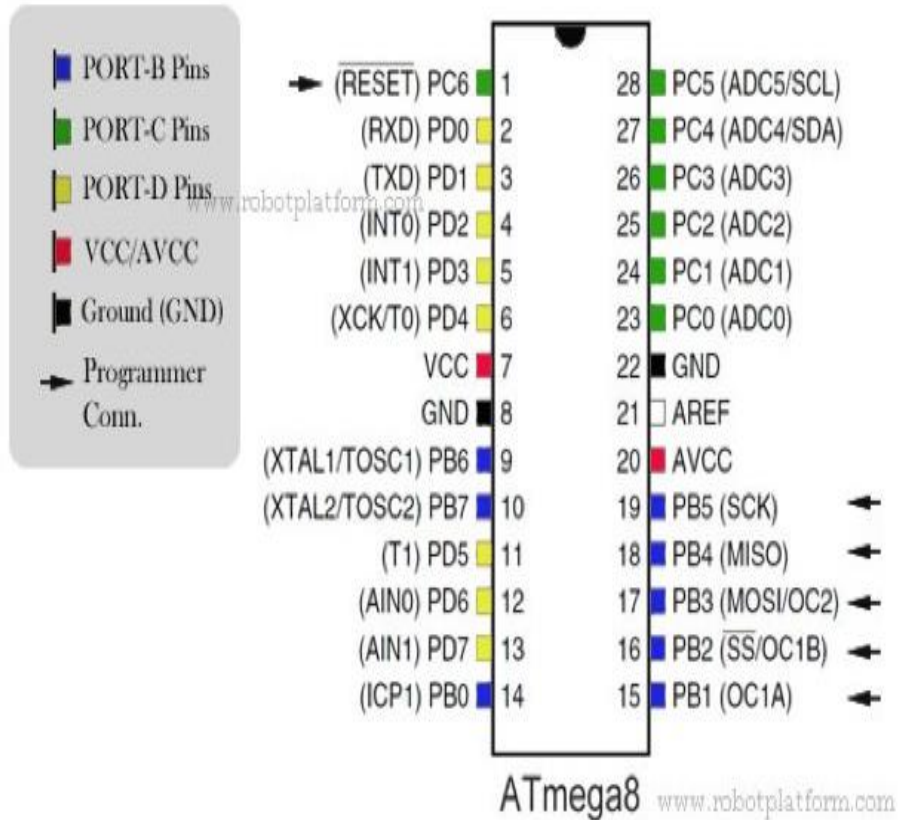 PORT-B Pins
PORT-C Pins
PORT-D Pins
VCC/AVCC
Ground (GND)
Programmer
Conn.
www.robotplatform.com
(RESET) PC6 1
(RXD) PD0 2
(TXD) PD1 3
(INT0) PD2 4
(INT1) PD3 5
(XCK/T0) PD4 6
VCC 7
GND 8
(XTAL1/TOSC1) PB6 9
(XTAL2/TOSC2) PB7 10
(T1) PD5 11
(AIN0) PD6 12
(AIN1) PD7 13
(ICP1) PB0 14
28 PC5 (ADC5/SCL)
27 PC4 (ADC4/SDA)
26 PC3 (ADC3)
25 PC2 (ADC2)
24 PC1 (ADC1)
23 PC0 (ADC0)
22 GND
21 AREF
20 AVCC
19 PB5 (SCK)
18 PB4 (MISO)
17 PB3 (MOSI/OC2)
16 PB2 (SS/OC1B)
15 PB1 (OC1A)
ATmega8
www.robotplatform.com